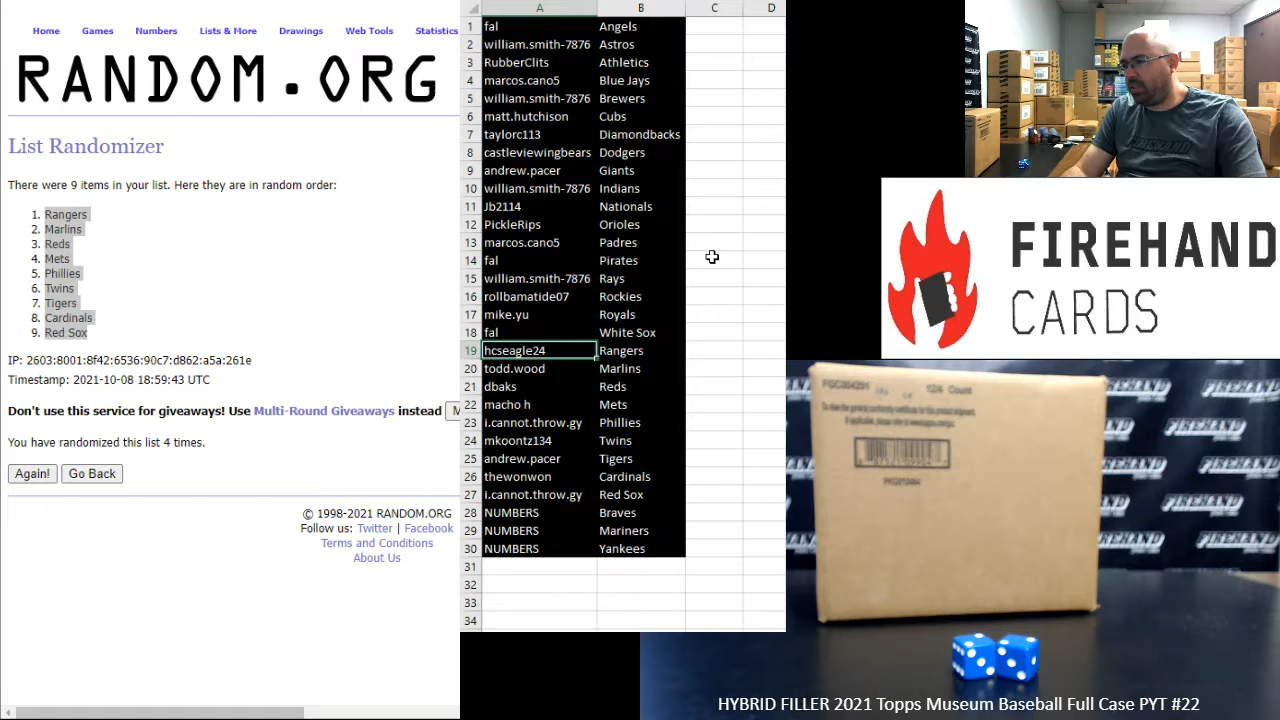 Home Games Numbers Lists & More Drawings Web Tools Statistics
RANDOM.ORG
List Randomizer
There were 9 items in your list. Here they are in random order:
1. Rangers
2. Marlins
3. Reds
4. Mets
5. Phillies
6. Twins
7. Tigers
8. Cardinals
9. Red Sox
IP: 2603:8001:8f42:6536:90c7:d862:a5a:261e
Timestamp: 2021-10-08 18:59:43 UTC
Don't use this service for giveaways! Use Multi-Round Giveaways instead
You have randomized this list 4 times.
Again! Go Back
© 1998-2021 RANDOM.ORG
Follow us: Twitter | Facebook
Terms and Conditions
About Us
A B C D
1 fal Angels
2 william.smith-7876 Astros
3 RubberClits Athletics
4 marcos.cano5 Blue Jays
5 william.smith-7876 Brewers
6 matt.hutchison Cubs
7 taylorc113 Diamondbacks
8 castleviewingbears Dodgers
9 andrew.pacer Giants
10 william.smith-7876 Indians
11 Jb2114 Nationals
12 PickleRips Orioles
13 marcos.cano5 Padres
14 fal Pirates
15 william.smith-7876 Rays
16 rollbamatide07 Rockies
17 mike.yu Royals
18 fal White Sox
19 hcseagle24 Rangers
20 todd.wood Marlins
21 dbaks Reds
22 macho h Mets
23 i.cannot.throw.gy Phillies
24 mkoontz134 Twins
25 andrew.pacer Tigers
26 thewonwon Cardinals
27 i.cannot.throw.gy Red Sox
28 NUMBERS Braves
29 NUMBERS Mariners
30 NUMBERS Yankees
31
32
33
34
FIREHAND
CARDS
Count
FIREHAND
HYBRID FILLER 2021 Topps Museum Baseball Full Case PYT #22